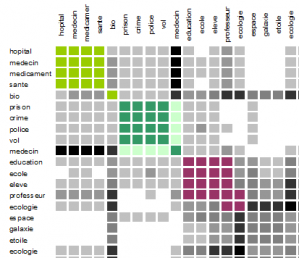 hopital
medecin
medicamer
sante
bio
prison
crime
police
vol
medecin
education
ecole
eleve
professeur
ecologie
espace
galaxie
etoile
ecologie
hopital
medecin
medicament
sante
bio
prison
crime
police
vol
medecin
education
ecole
eleve
professeur
ecologie
espace
galaxie
etoile
ecologie